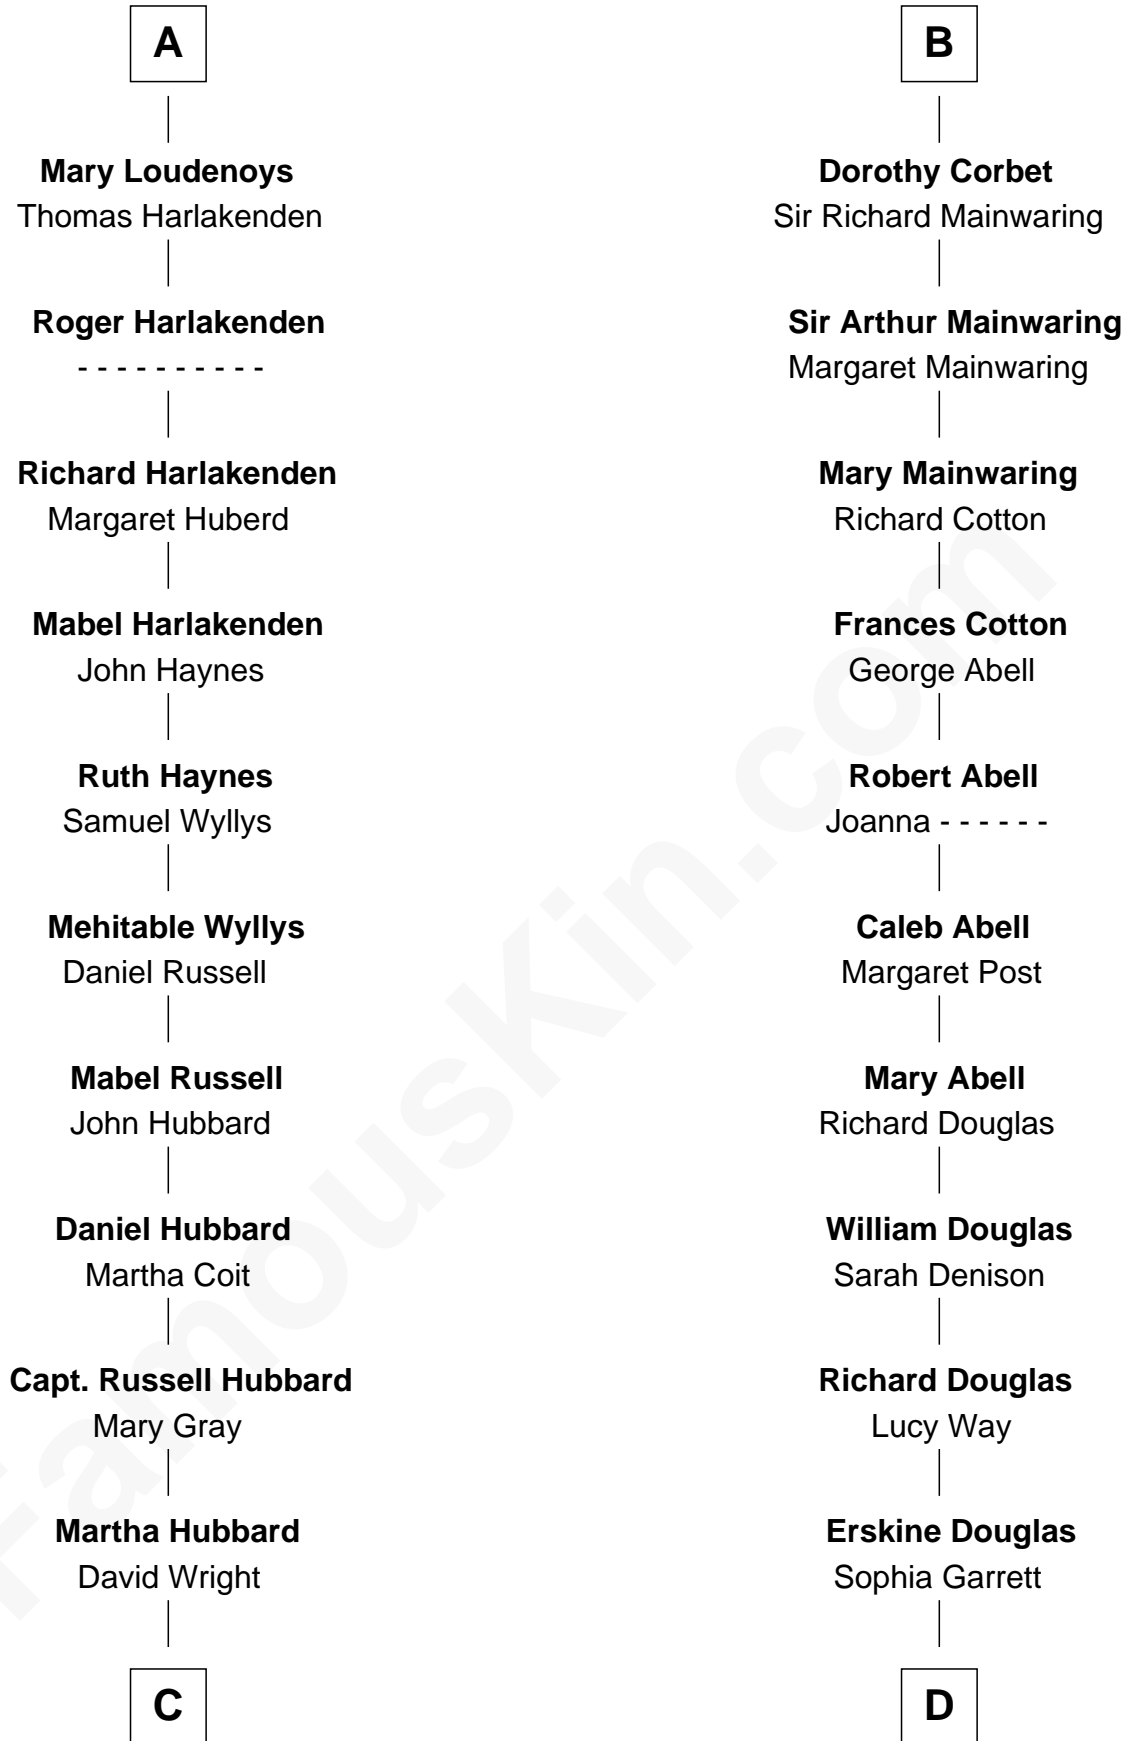 A
Mary Loudenoys
Thomas Harlakenden
Roger Harlakenden
- - - - - - - - - -
Richard Harlakenden
Margaret Huberd
Mabel Harlakenden
John Haynes
Ruth Haynes
Samuel Wyllys
Mehitable Wyllys
Daniel Russell
Mabel Russell
John Hubbard
Daniel Hubbard
Martha Coit
Capt. Russell Hubbard
Mary Gray
Martha Hubbard
David Wright
C
B
Dorothy Corbet
Sir Richard Mainwaring
Sir Arthur Mainwaring
Margaret Mainwaring
Mary Mainwaring
Richard Cotton
Frances Cotton
George Abell
Robert Abell
Joanna - - - - - -
Caleb Abell
Margaret Post
Mary Abell
Richard Douglas
William Douglas
Sarah Denison
Richard Douglas
Lucy Way
Erskine Douglas
Sophia Garrett
D
FamousKin.com